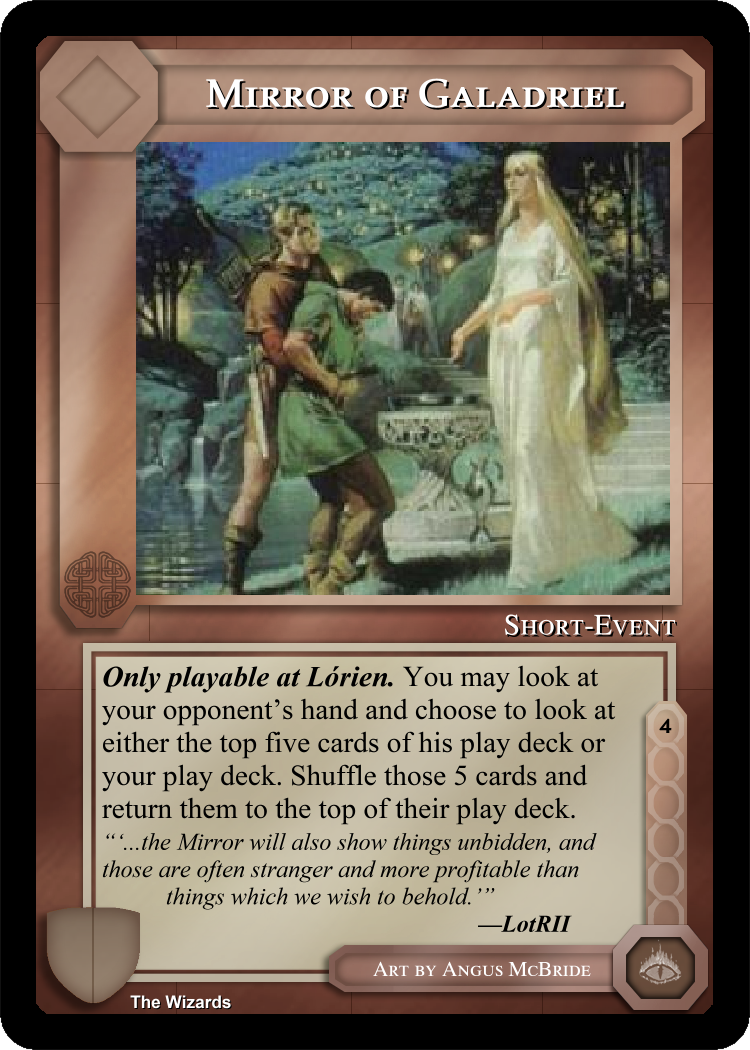 Mirror of Galadriel
Short-Event
Only playable at Lórien. You may look at
your opponent’s hand and choose to look at
either the top five cards of his play deck or
your play deck. Shuffle those 5 cards and
return them to the top of their play deck.
“‘...the Mirror will also show things unbidden, and
those are often stranger and more profitable than
things which we wish to behold.’”
—LotRII
4
Art by Angus McBride
The Wizards